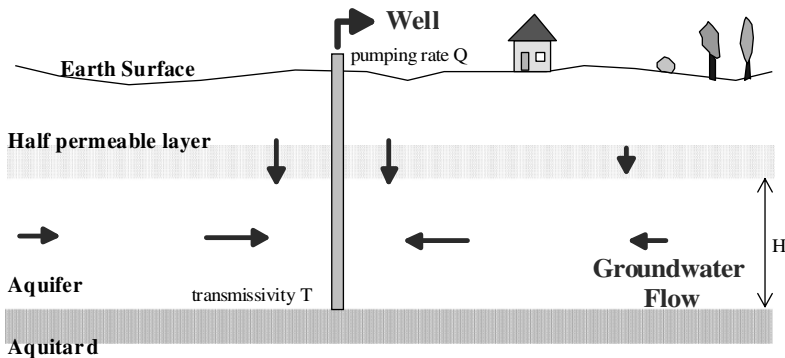 Well
pumping rate Q
Earth Surface
Half permeable layer
H
Groundwater
Flow
Aquifer
transmissivity T
Aquitard